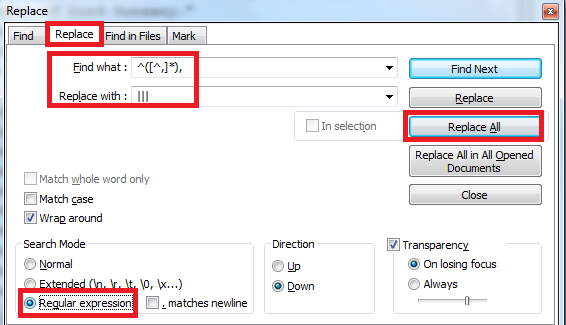 Replace
Find Replace Find in Files Mark
Find what : ^([^,]*), Find Next
Replace with : ||| Replace
In selection Replace All
Replace All in All Opened
Documents
Match whole word only
Match case Close
Wrap around
Search Mode Direction Transparency
Normal Up On losing focus
Extended (\n, \r, \t, \0, \x...) Down Always
Regular expression . matches newline